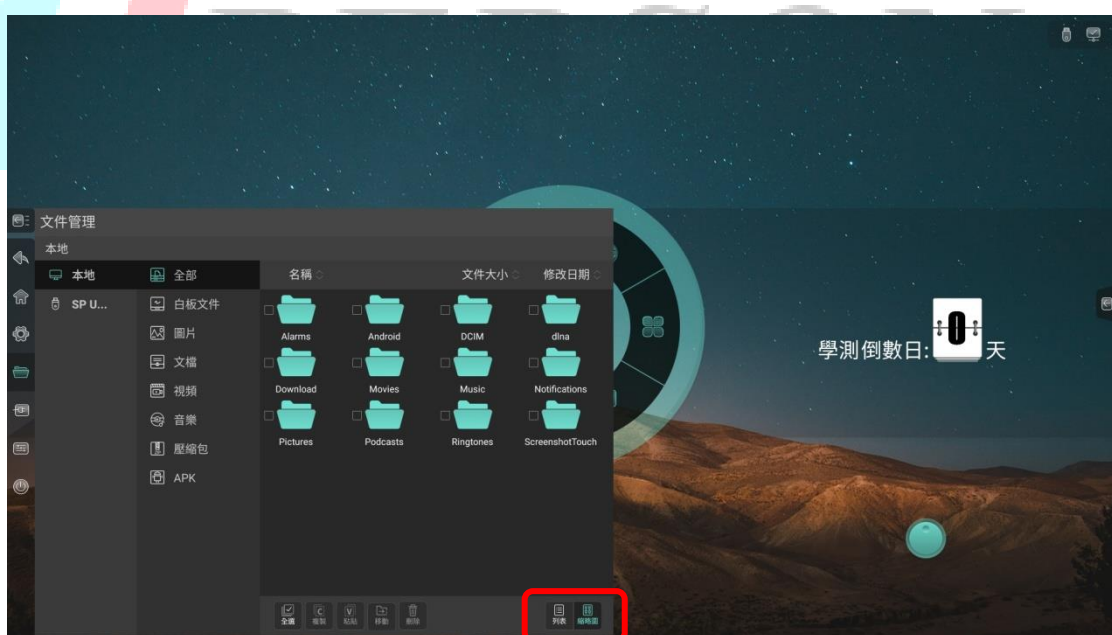 文件管理
本地
本地 全部 名稱 文件大小 修改日期
SP U... 白板文件
圖片
文檔
視頻
音樂
壓縮包
APK
Alarms Android DCIM dlna
Download Movies Music Notifications
Pictures Podcasts Ringtones ScreenshotTouch
學測倒數日: 0 天
全選 複製 粘貼 移動 刪除 列表 縮略圖